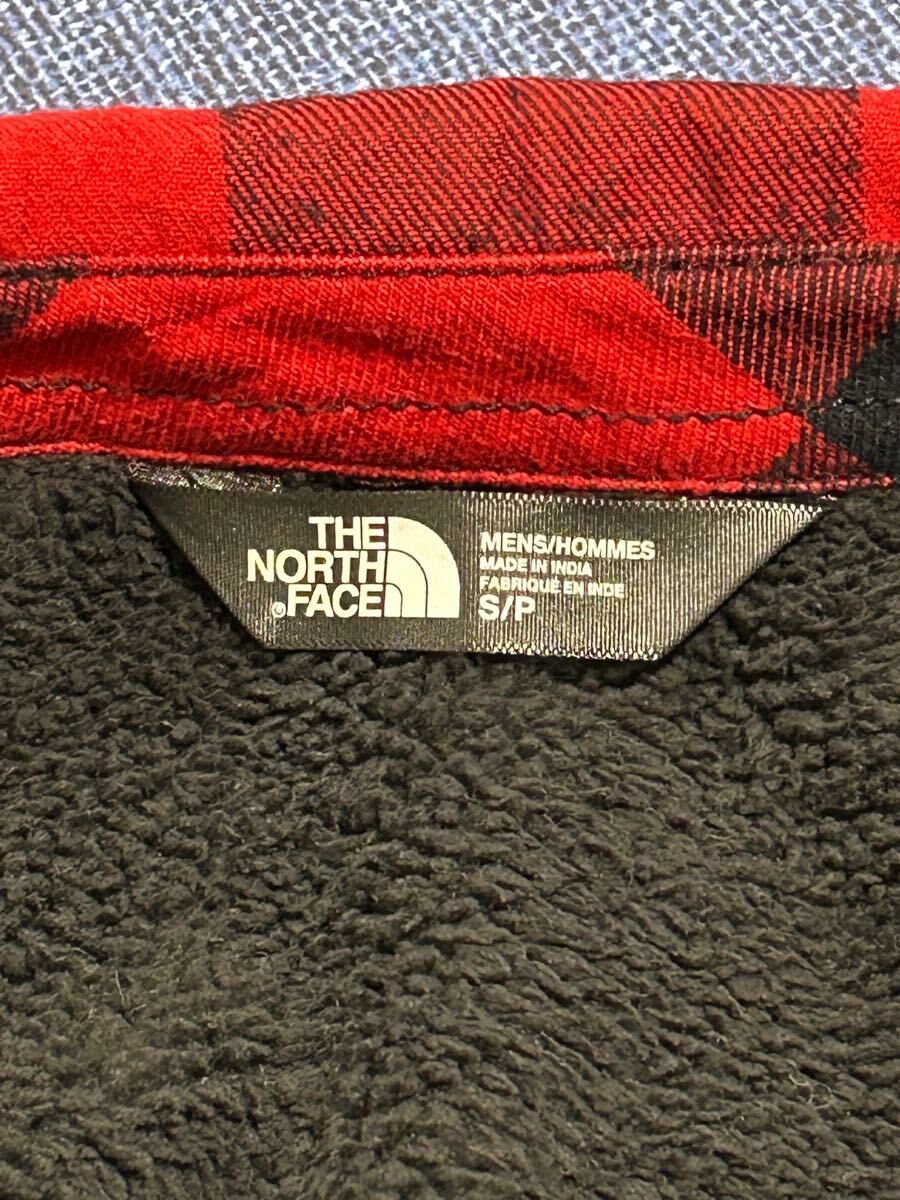 THE
NORTH
FACE
MENS/HOMMES
MADE IN INDIA
FABRIQUÉ EN INDE
S/P